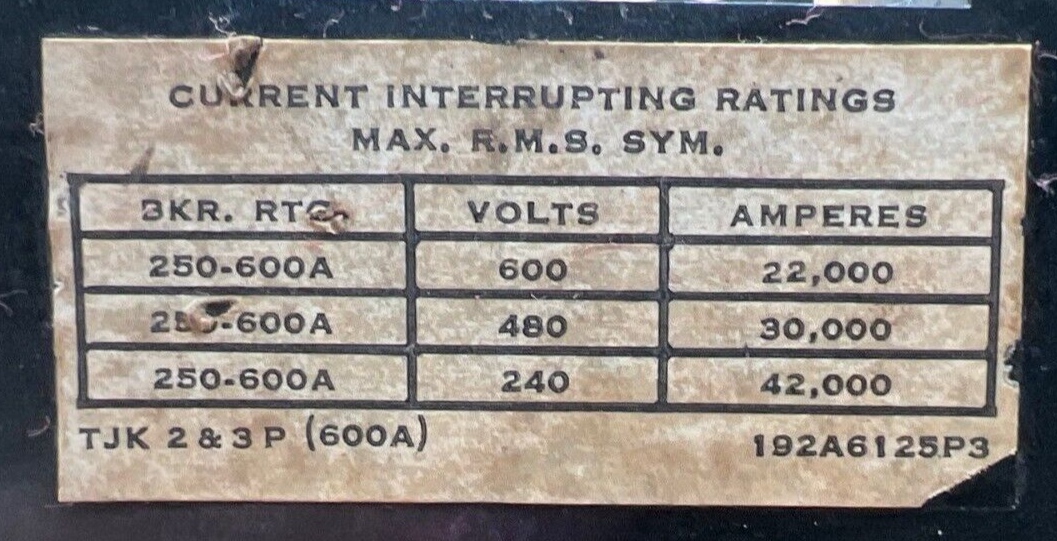 CURRENT INTERRUPTING RATINGS
MAX. R.M.S. SYM.
BKR. RTG. VOLTS AMPERES
250-600A 600 22,000
250-600A 480 30,000
250-600A 240 42,000
TJK 2 & 3 P (600A) 192A6125P3